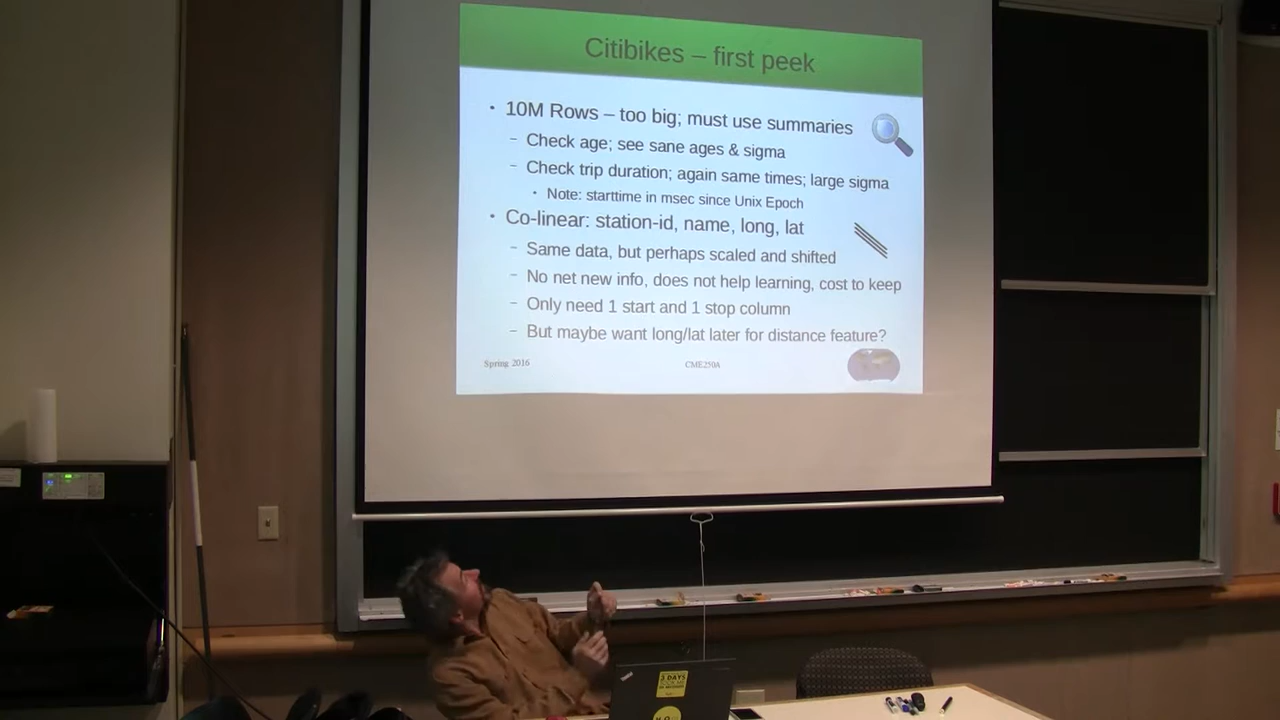 Citibikes – first peek
• 10M Rows – too big; must use summaries
– Check age; see sane ages & sigma
– Check trip duration; again same times; large sigma
• Note: starttime in msec since Unix Epoch
• Co-linear: station-id, name, long, lat
– Same data, but perhaps scaled and shifted
– No net new info, does not help learning, cost to keep
– Only need 1 start and 1 stop column
– But maybe want long/lat later for distance feature?
Spring 2016
CME250A
3 DAYS